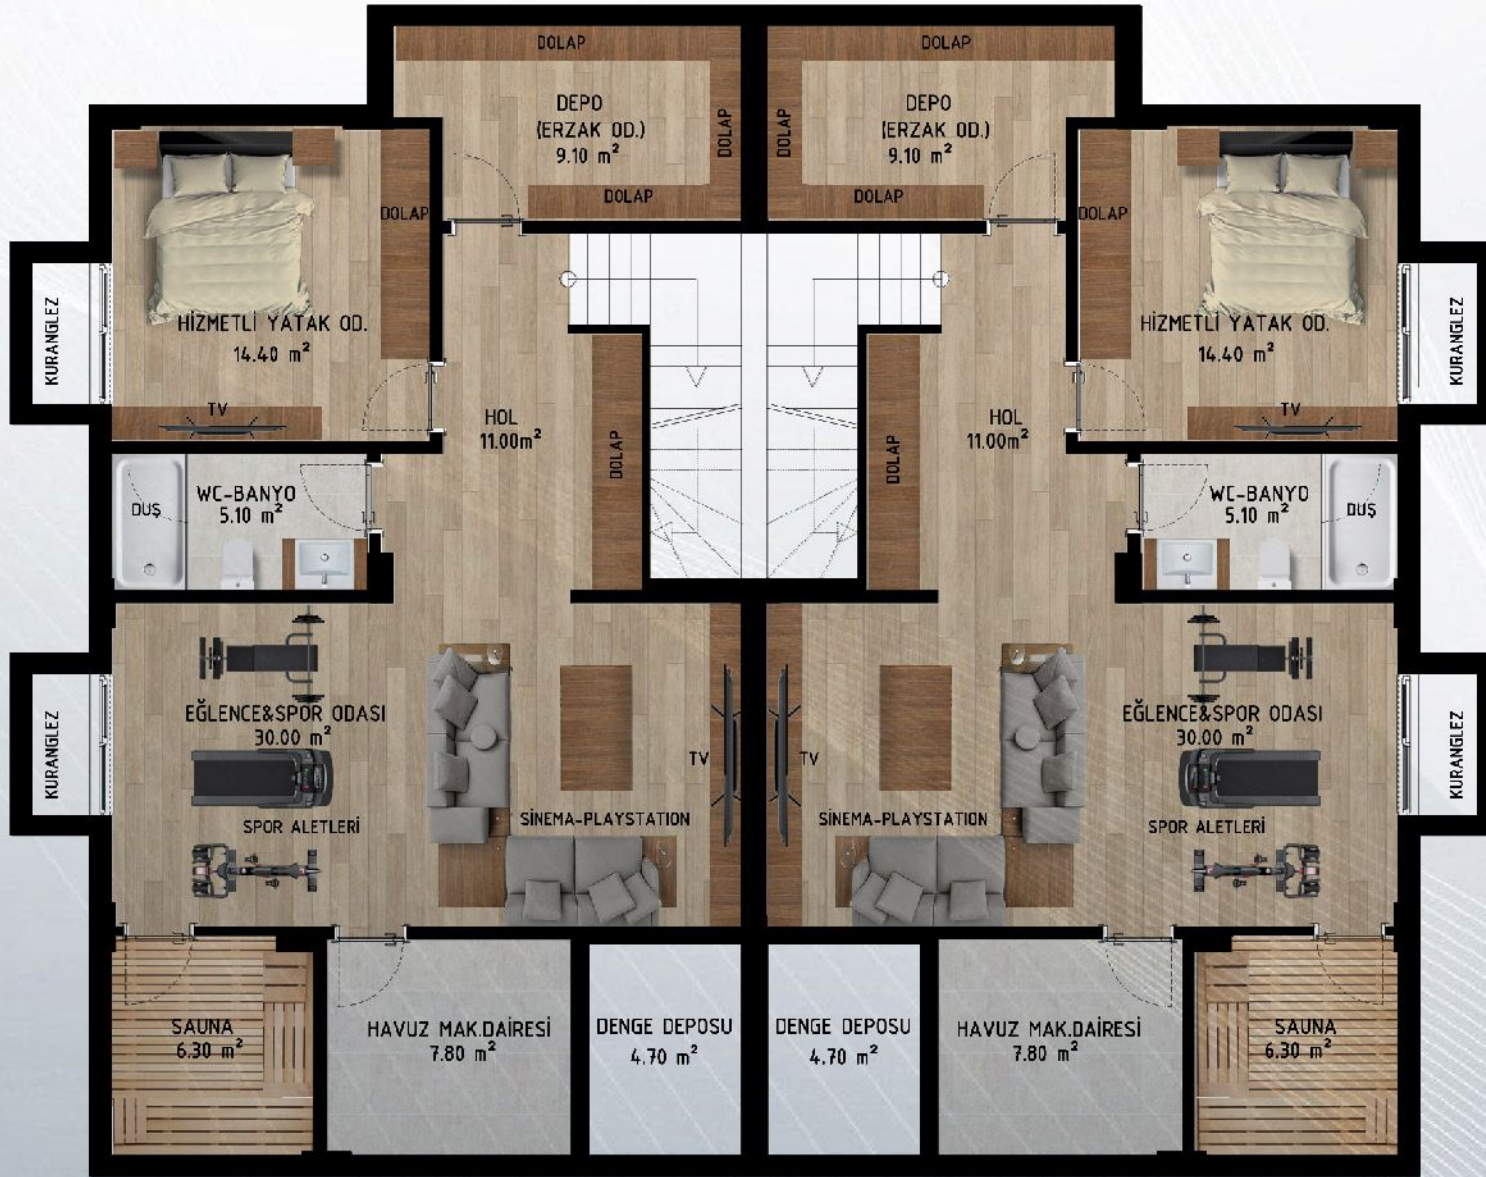 DOLAP
DOLAP
DEPO
(ERZAK OD.)
9.10 m²
DOLAP
DOLAP
DEPO
(ERZAK OD.)
9.10 m²
DOLAP
DOLAP
DOLAP
DOLAP
KURANGLEZ
HİZMETLİ YATAK OD.
14.40 m²
HİZMETLİ YATAK OD.
14.40 m²
KURANGLEZ
TV
HOL
11.00m²
DOLAP
DOLAP
HOL
11.00m²
TV
DUŞ
WC-BANYO
5.10 m²
WC-BANYO
5.10 m²
DUŞ
KURANGLEZ
EĞLENCE&SPOR ODASI
30.00 m²
TV
TV
EĞLENCE&SPOR ODASI
30.00 m²
KURANGLEZ
SPOR ALETLERİ
SİNEMA-PLAYSTATION
SİNEMA-PLAYSTATION
SPOR ALETLERİ
SAUNA
6.30 m²
HAVUZ MAK.DAİRESİ
7.80 m²
DENGE DEPOSU
4.70 m²
DENGE DEPOSU
4.70 m²
HAVUZ MAK.DAİRESİ
7.80 m²
SAUNA
6.30 m²